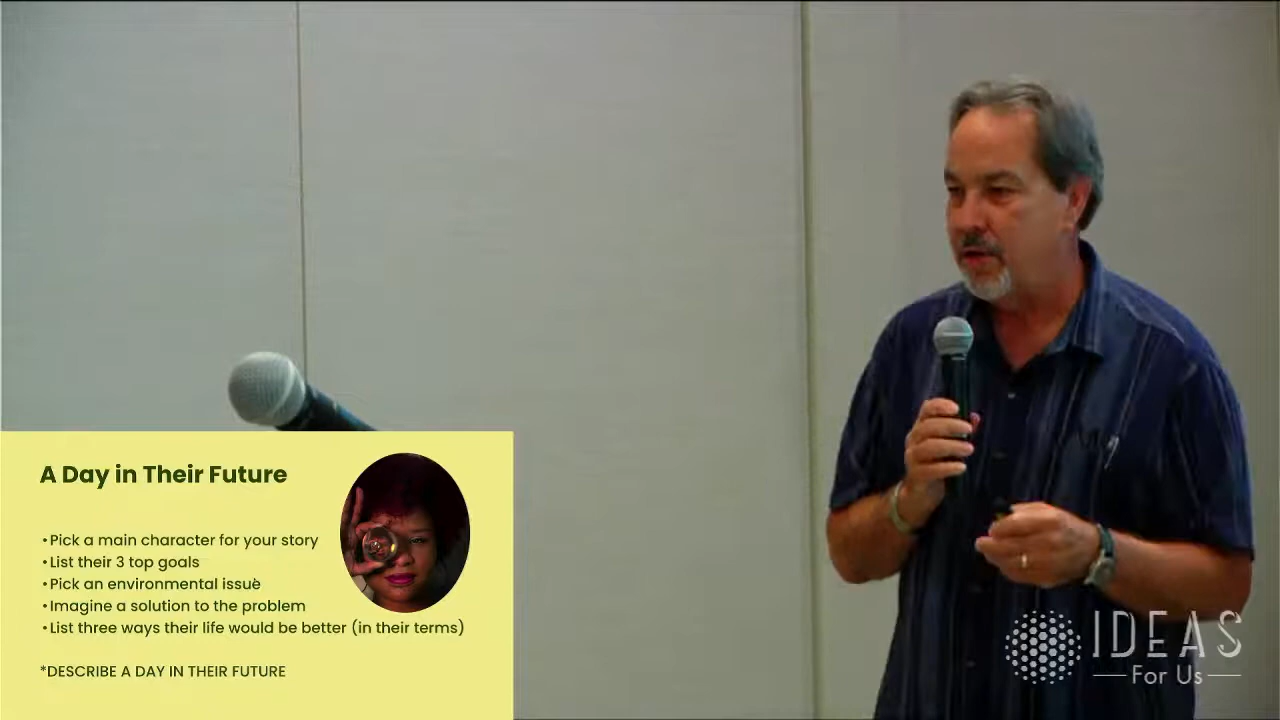 A Day in Their Future
•Pick a main character for your story
•List their 3 top goals
•Pick an environmental issuè
•Imagine a solution to the problem
•List three ways their life would be better (in their terms)
*DESCRIBE A DAY IN THEIR FUTURE
IDEAS
For Us